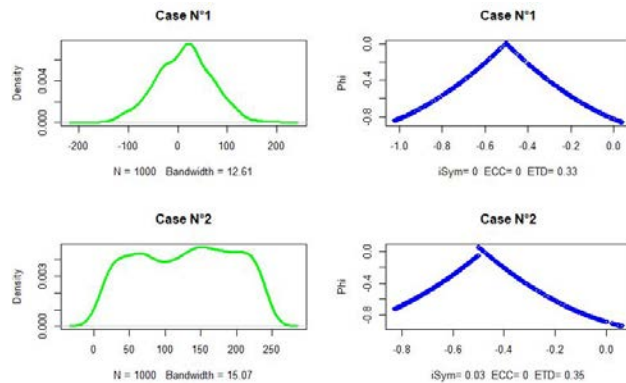 Case N°1
Density
0.000
0.004
-200
-100
0
100
200
N = 1000 Bandwidth = 12.61
Case N°1
Phi
0.0
-0.4
-0.8
-1.0
-0.8
-0.6
-0.4
-0.2
0.0
iSym= 0 ECC= 0 ETD= 0.33
Case N°2
Density
0.000
0.003
0
50
100
150
200
250
N = 1000 Bandwidth = 15.07
Case N°2
Phi
0.0
-0.4
-0.8
-0.8
-0.6
-0.4
-0.2
0.0
iSym= 0.03 ECC= 0 ETD= 0.35